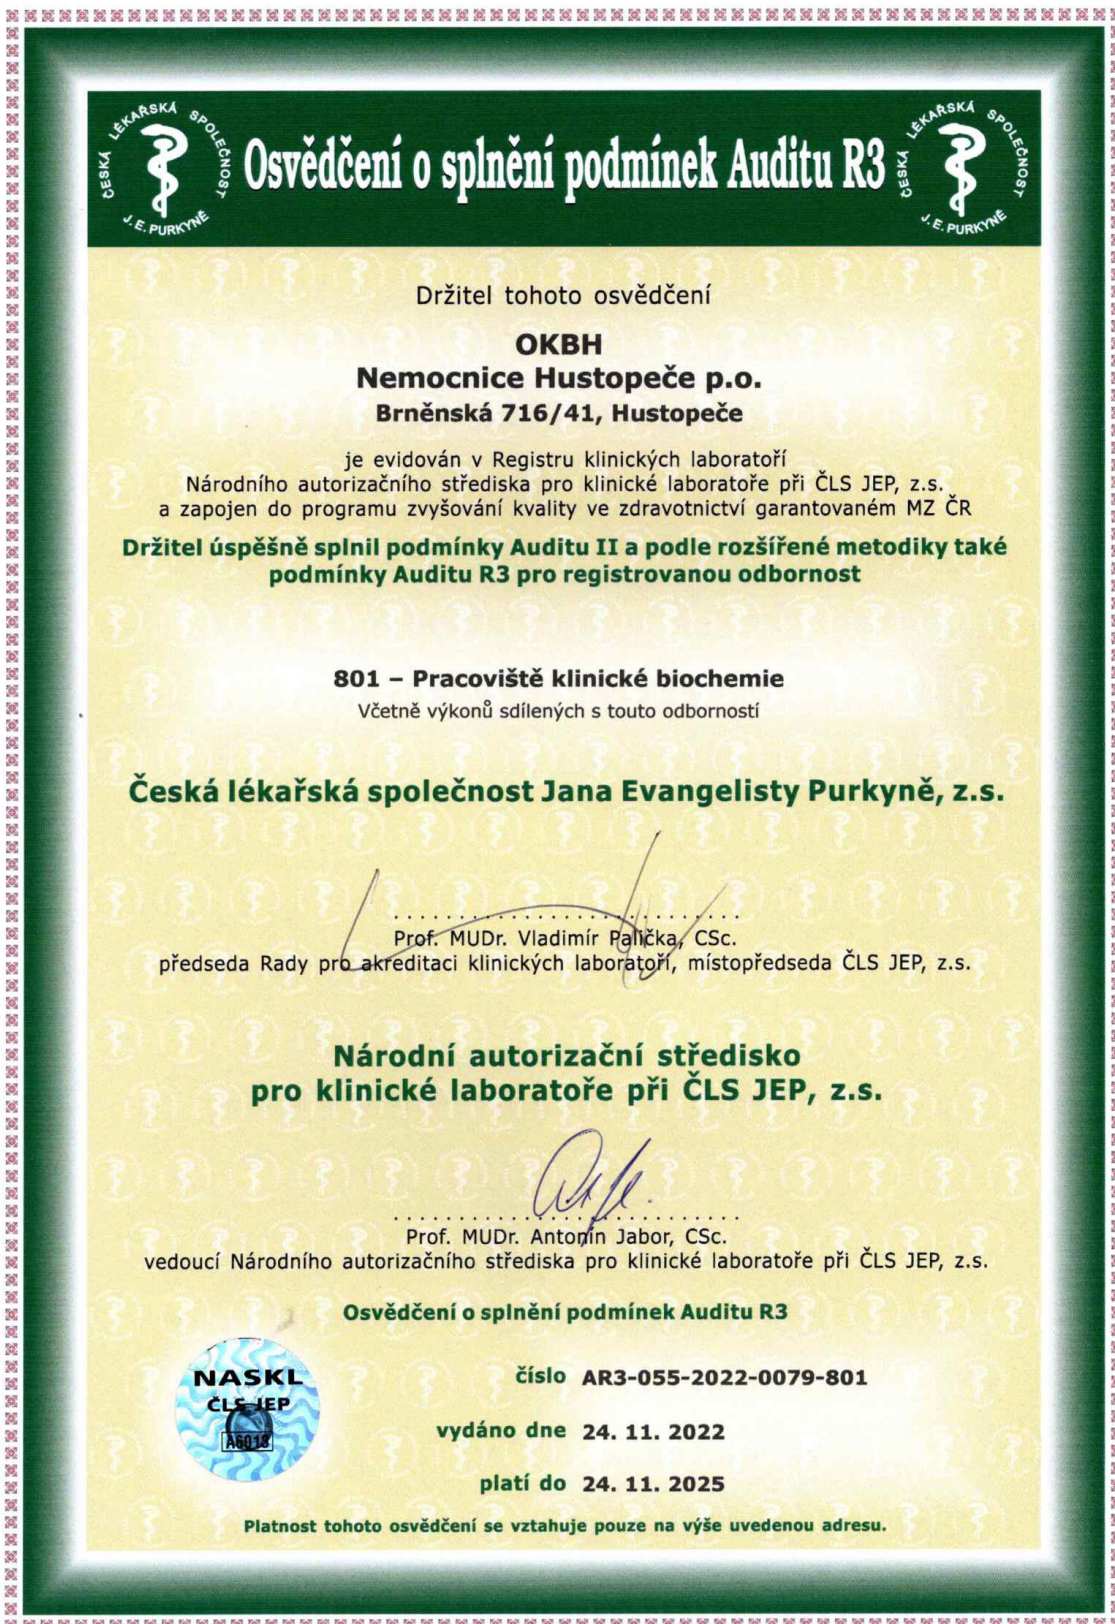 ČESKÁ LÉKAŘSKÁ SPOLEČNOST
J. E. PURKYNĚ
Osvědčení o splnění podmínek Auditu R3
ČESKÁ LÉKAŘSKÁ SPOLEČNOST
J. E. PURKYNĚ
Držitel tohoto osvědčení
OKBH
Nemocnice Hustopeče p.o.
Brněnská 716/41, Hustopeče
je evidován v Registru klinických laboratoří
Národního autorizačního střediska pro klinické laboratoře při ČLS JEP, z.s.
a zapojen do programu zvyšování kvality ve zdravotnictví garantovaném MZ ČR
Držitel úspěšně splnil podmínky Auditu II a podle rozšířené metodiky také
podmínky Auditu R3 pro registrovanou odbornost
801 – Pracoviště klinické biochemie
Včetně výkonů sdílených s touto odborností
Česká lékařská společnost Jana Evangelisty Purkyně, z.s.
Prof. MUDr. Vladimír Palička, CSc.
předseda Rady pro akreditaci klinických laboratoří, místopředseda ČLS JEP, z.s.
Národní autorizační středisko
pro klinické laboratoře při ČLS JEP, z.s.
Prof. MUDr. Antonín Jabor, CSc.
vedoucí Národního autorizačního střediska pro klinické laboratoře při ČLS JEP, z.s.
Osvědčení o splnění podmínek Auditu R3
NASKL
ČLS JEP
A6013
číslo AR3-055-2022-0079-801
vydáno dne 24. 11. 2022
platí do 24. 11. 2025
Platnost tohoto osvědčení se vztahuje pouze na výše uvedenou adresu.